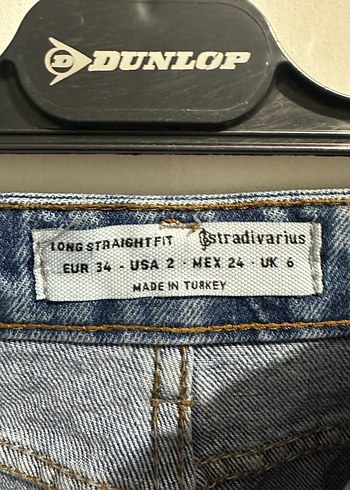 DUNLOP
LONG STRAIGHT FIT stradivarius
EUR 34 - USA 2 - MEX 24 - UK 6
MADE IN TURKEY